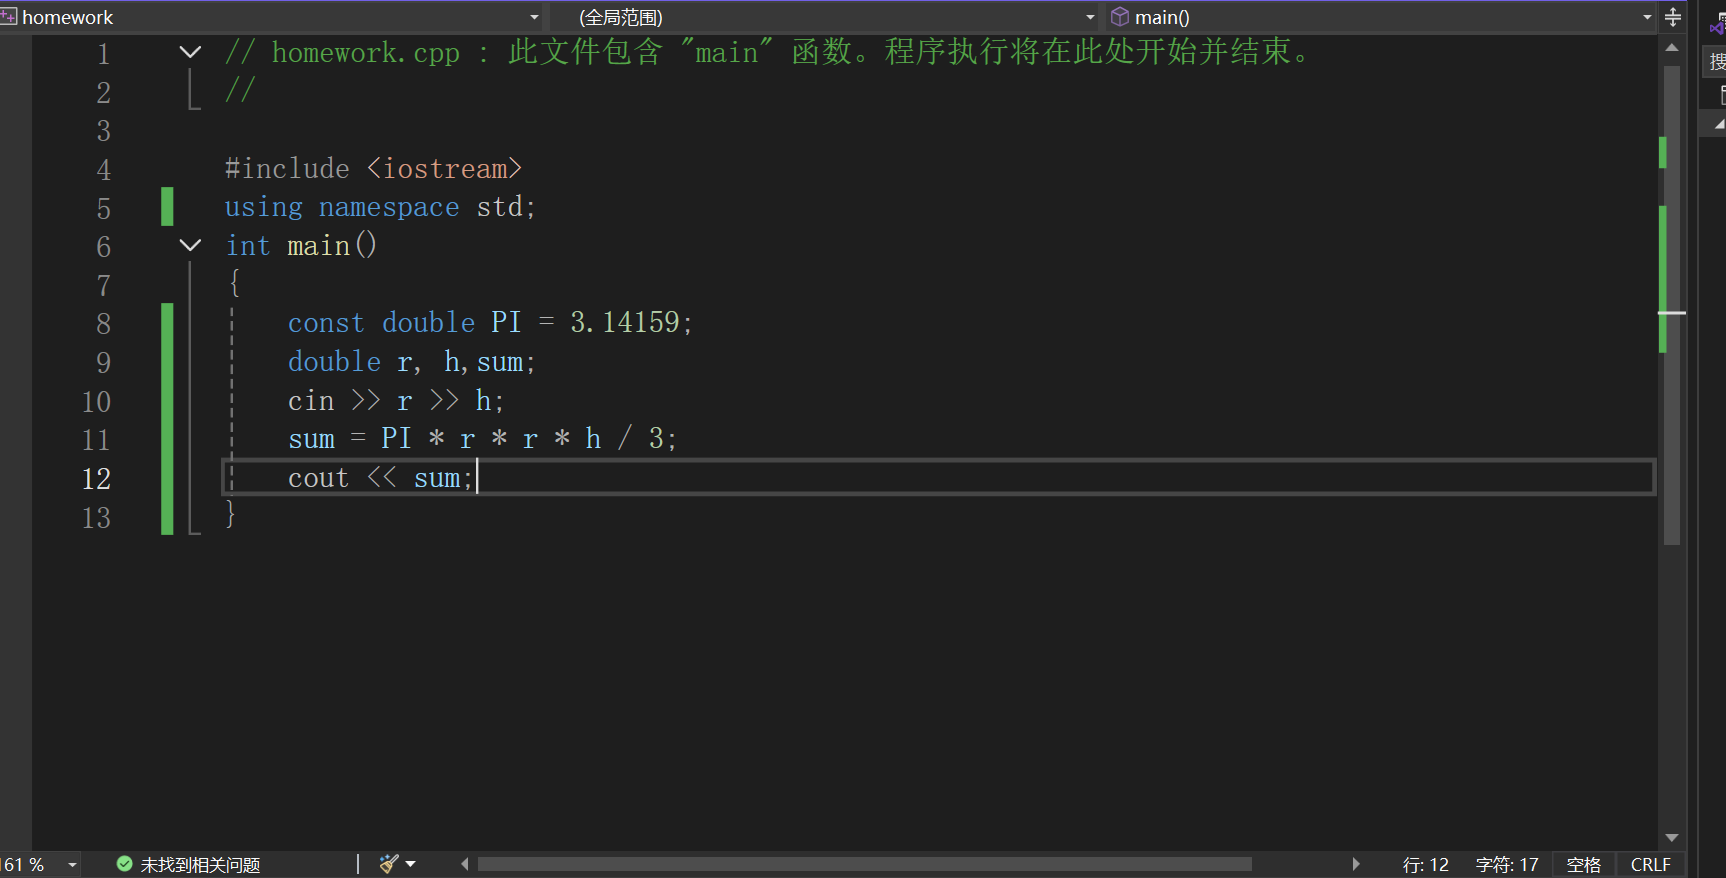 homework (全局范围) main()
1 // homework.cpp : 此文件包含 "main" 函数。程序执行将在此处开始并结束。
2 //
3
4 #include <iostream>
5 using namespace std;
6 int main()
7 {
8 const double PI = 3.14159;
9 double r, h,sum;
10 cin >> r >> h;
11 sum = PI * r * r * h / 3;
12 cout << sum;
13 }
搜
161 % 未找到相关问题 行: 12 字符: 17 空格 CRLF